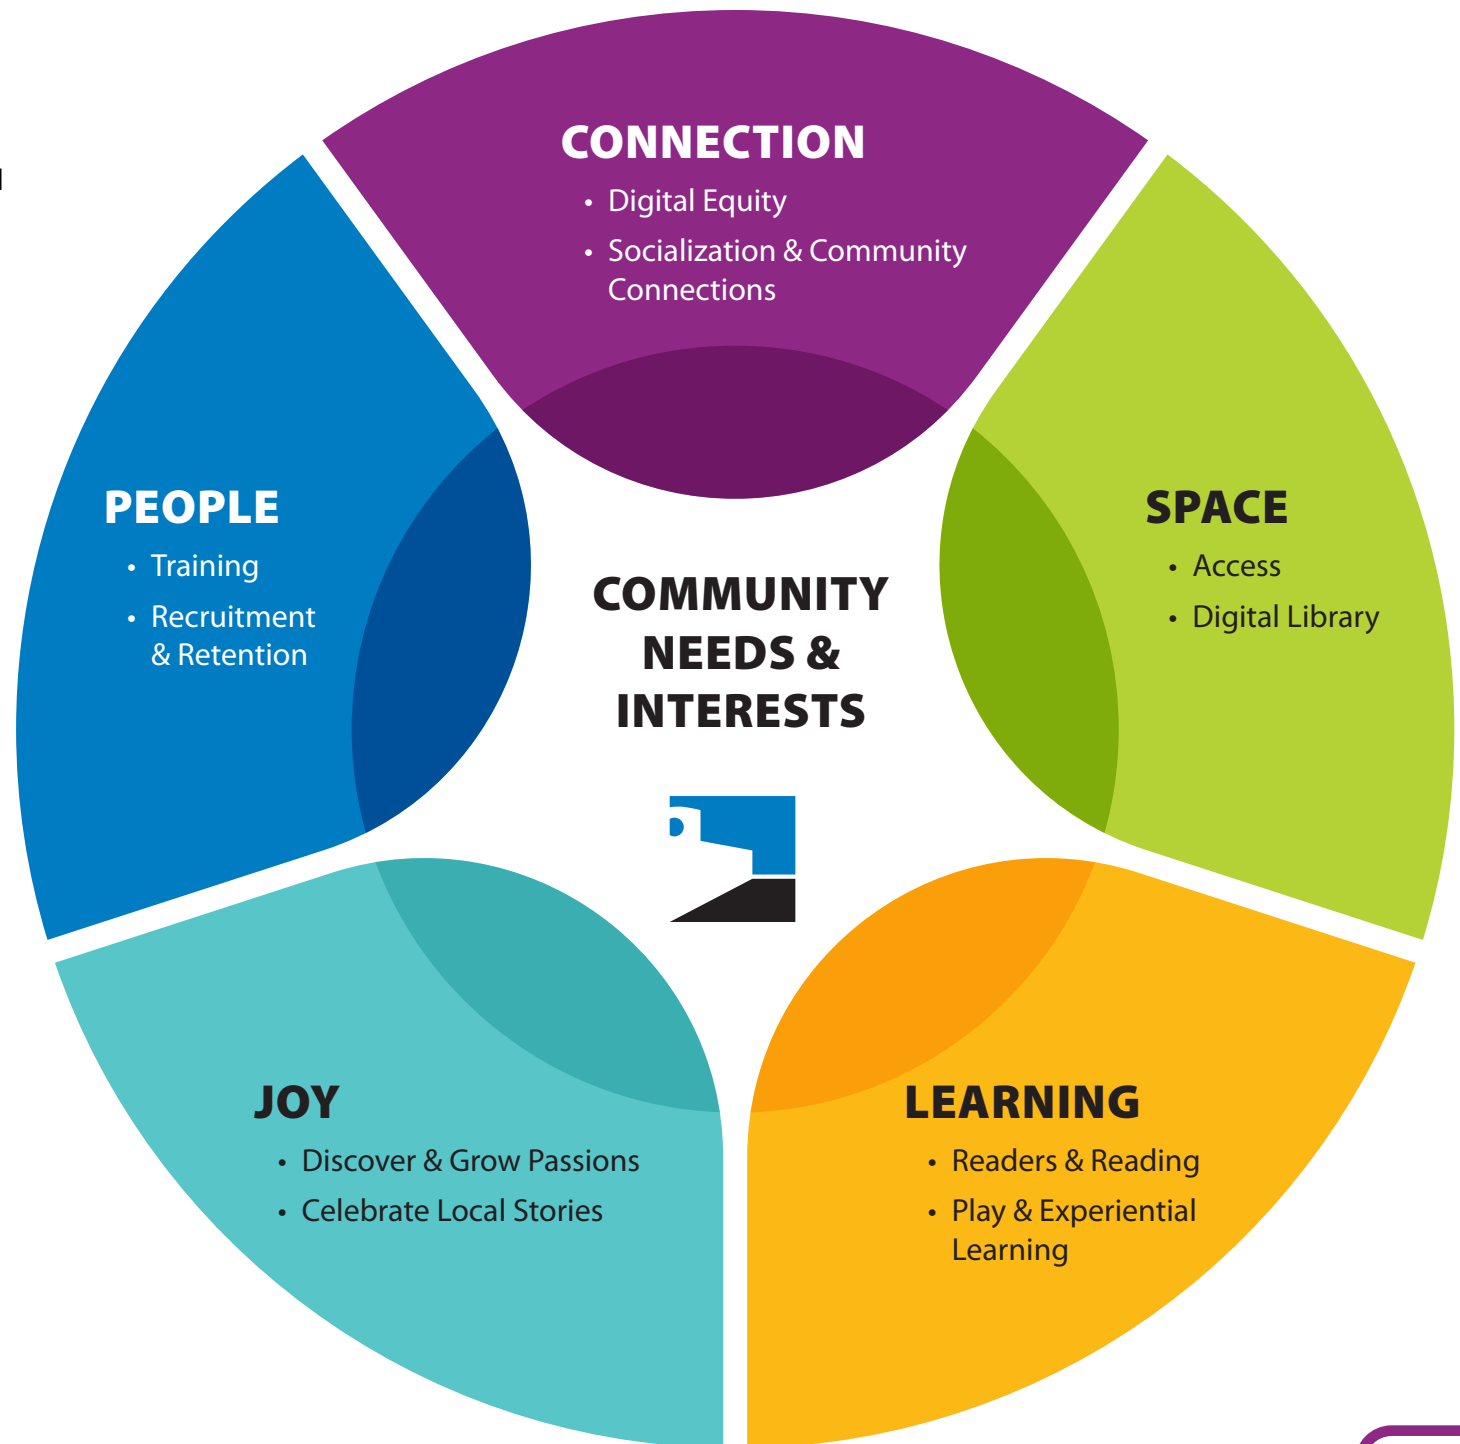 CONNECTION
• Digital Equity
• Socialization & Community
Connections
PEOPLE
• Training
• Recruitment
& Retention
COMMUNITY
NEEDS &
INTERESTS
SPACE
• Access
• Digital Library
JOY
• Discover & Grow Passions
• Celebrate Local Stories
LEARNING
• Readers & Reading
• Play & Experiential
Learning